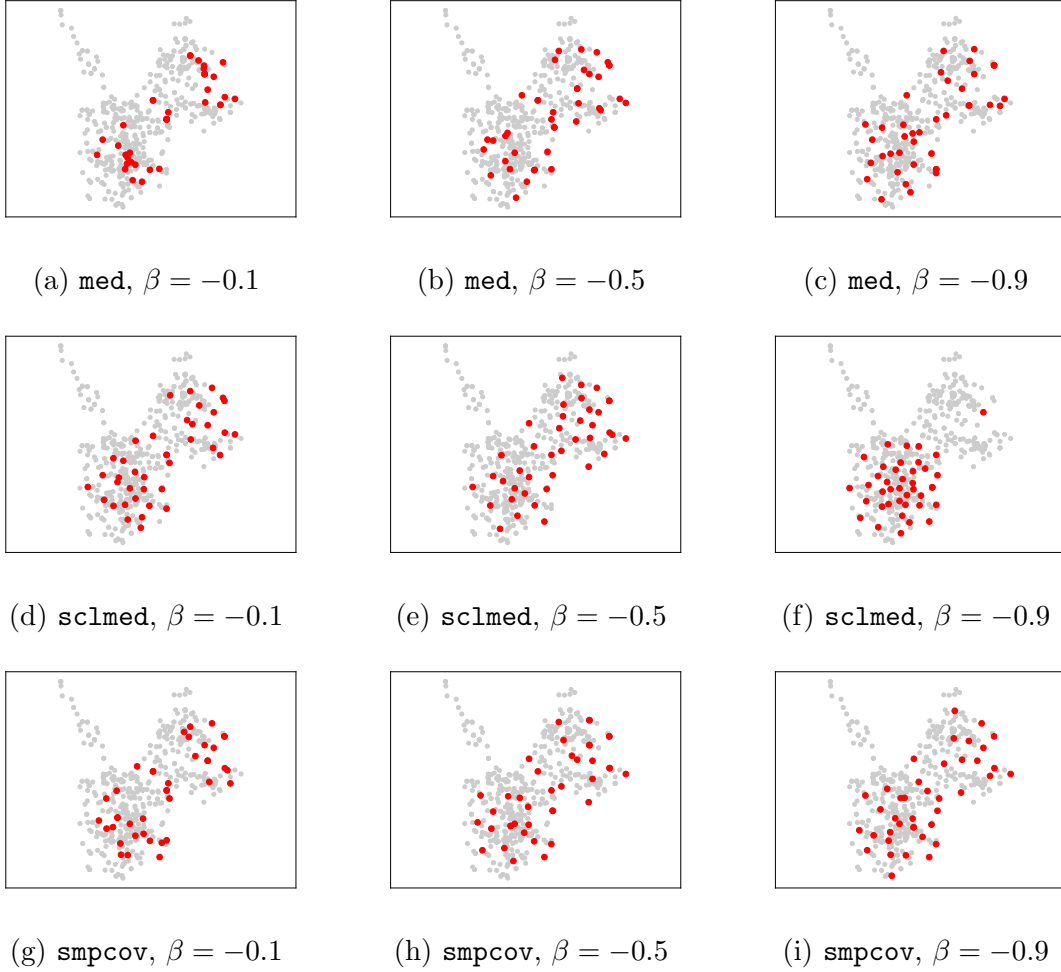 (a) med, β = −0.1
(b) med, β = −0.5
(c) med, β = −0.9
(d) sclmed, β = −0.1
(e) sclmed, β = −0.5
(f) sclmed, β = −0.9
(g) smpcov, β = −0.1
(h) smpcov, β = −0.5
(i) smpcov, β = −0.9